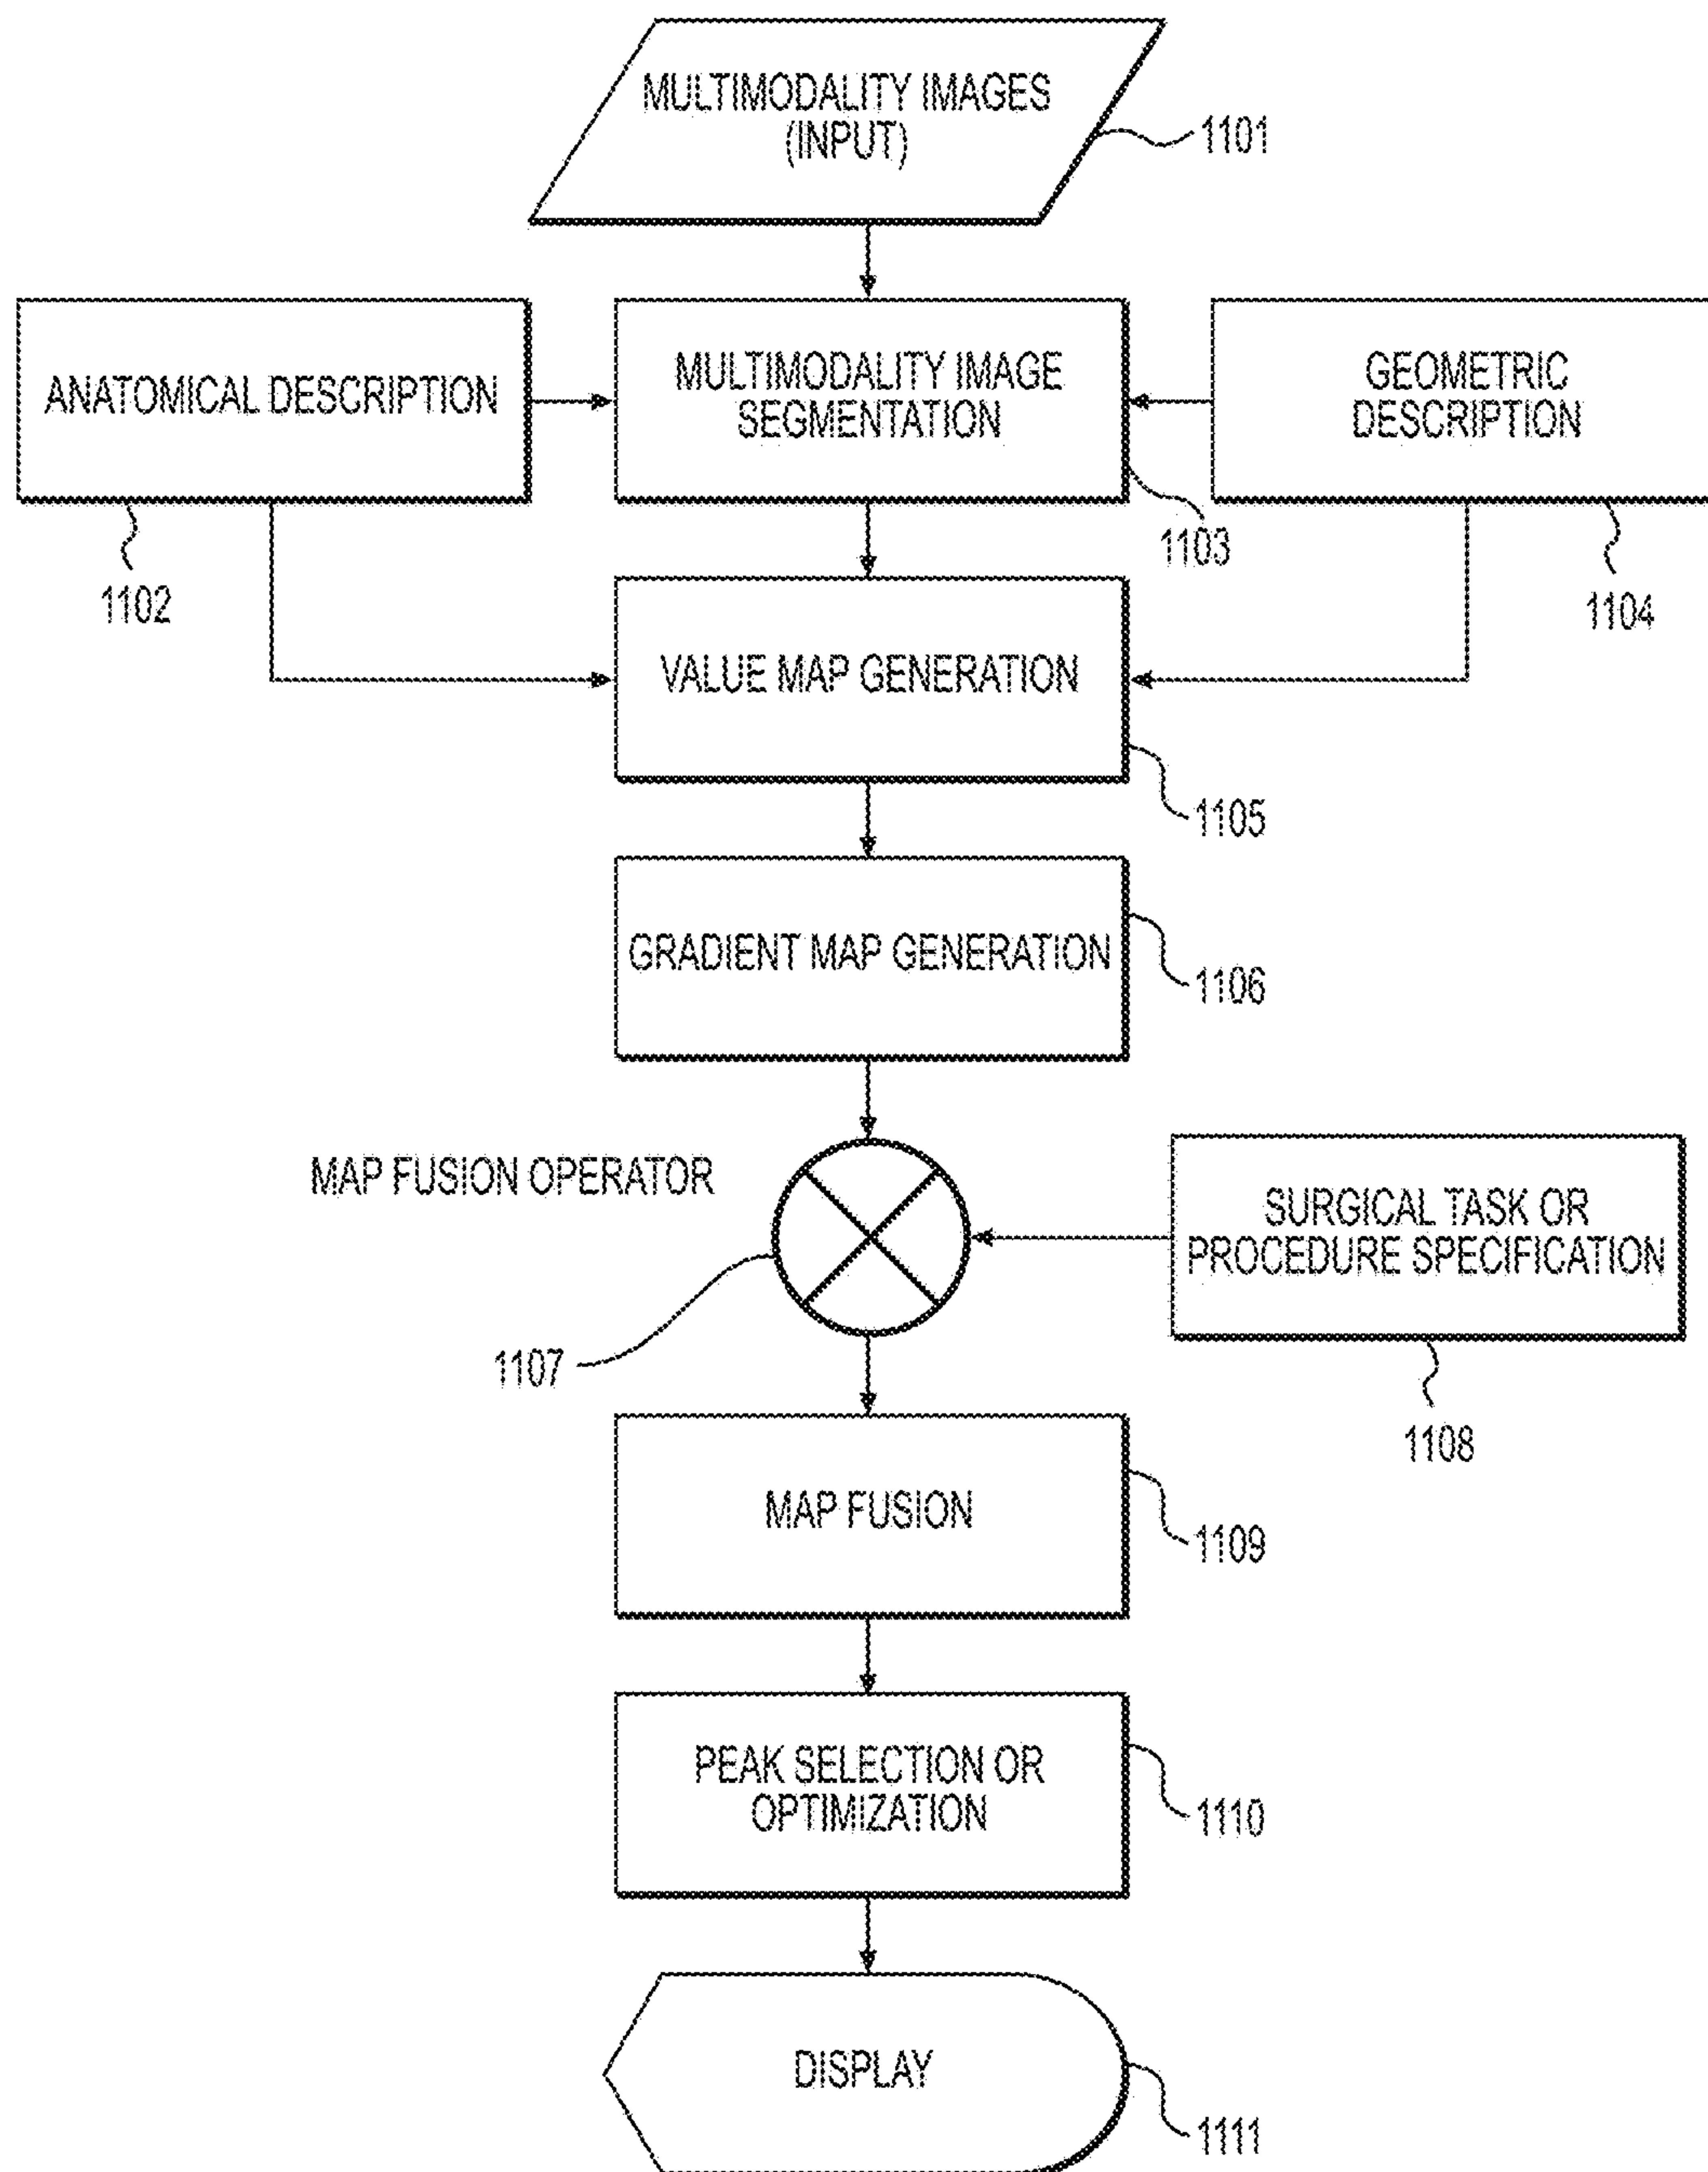 MULTIMODALITY IMAGES
(INPUT)
1101
ANATOMICAL DESCRIPTION
1102
MULTIMODALITY IMAGE
SEGMENTATION
1103
GEOMETRIC
DESCRIPTION
1104
VALUE MAP GENERATION
1105
GRADIENT MAP GENERATION
1106
MAP FUSION OPERATOR
1107
SURGICAL TASK OR
PROCEDURE SPECIFICATION
1108
MAP FUSION
1109
PEAK SELECTION OR
OPTIMIZATION
1110
DISPLAY
1111